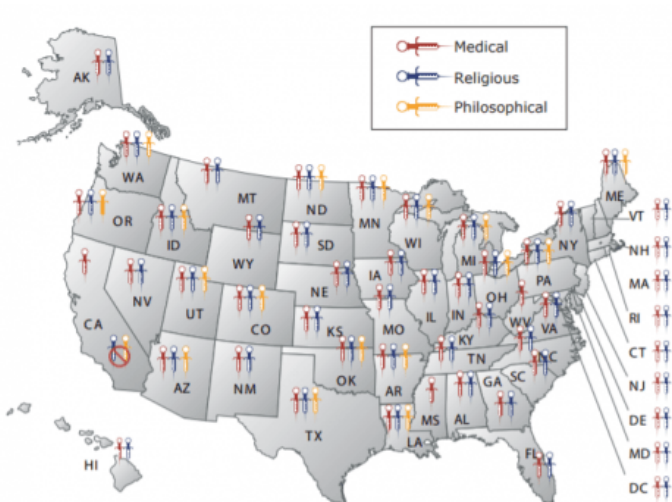 Medical
Religious
Philosophical
AK
WA
MT
ND
MN
ME
VT
OR
ID
SD
WI
MI
NY
NH
WY
IA
PA
MA
NV
NE
IL
IN
OH
RI
CA
UT
CO
KS
MO
KY
WV
VA
CT
AZ
NM
OK
AR
TN
NC
NJ
TX
MS
AL
GA
SC
DE
LA
FL
MD
HI
DC